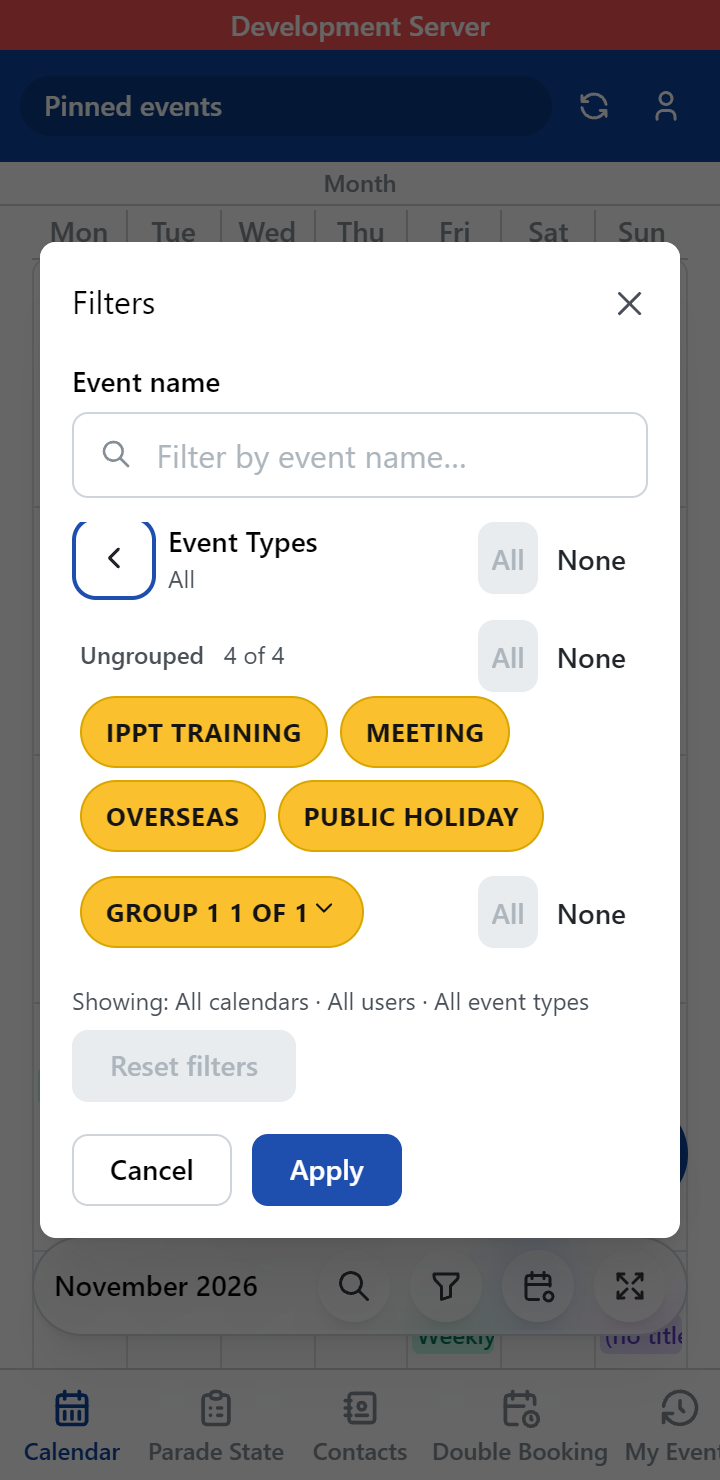 Development Server
Pinned events
Month
Mon Tue Wed Thu Fri Sat Sun
Filters
Event name
Filter by event name...
Event Types
All
All None
Ungrouped 4 of 4
All None
IPPT TRAINING MEETING
OVERSEAS PUBLIC HOLIDAY
GROUP 1 1 OF 1
All None
Showing: All calendars · All users · All event types
Reset filters
Cancel Apply
November 2026
Weekly (no title
Calendar Parade State Contacts Double Booking My Even